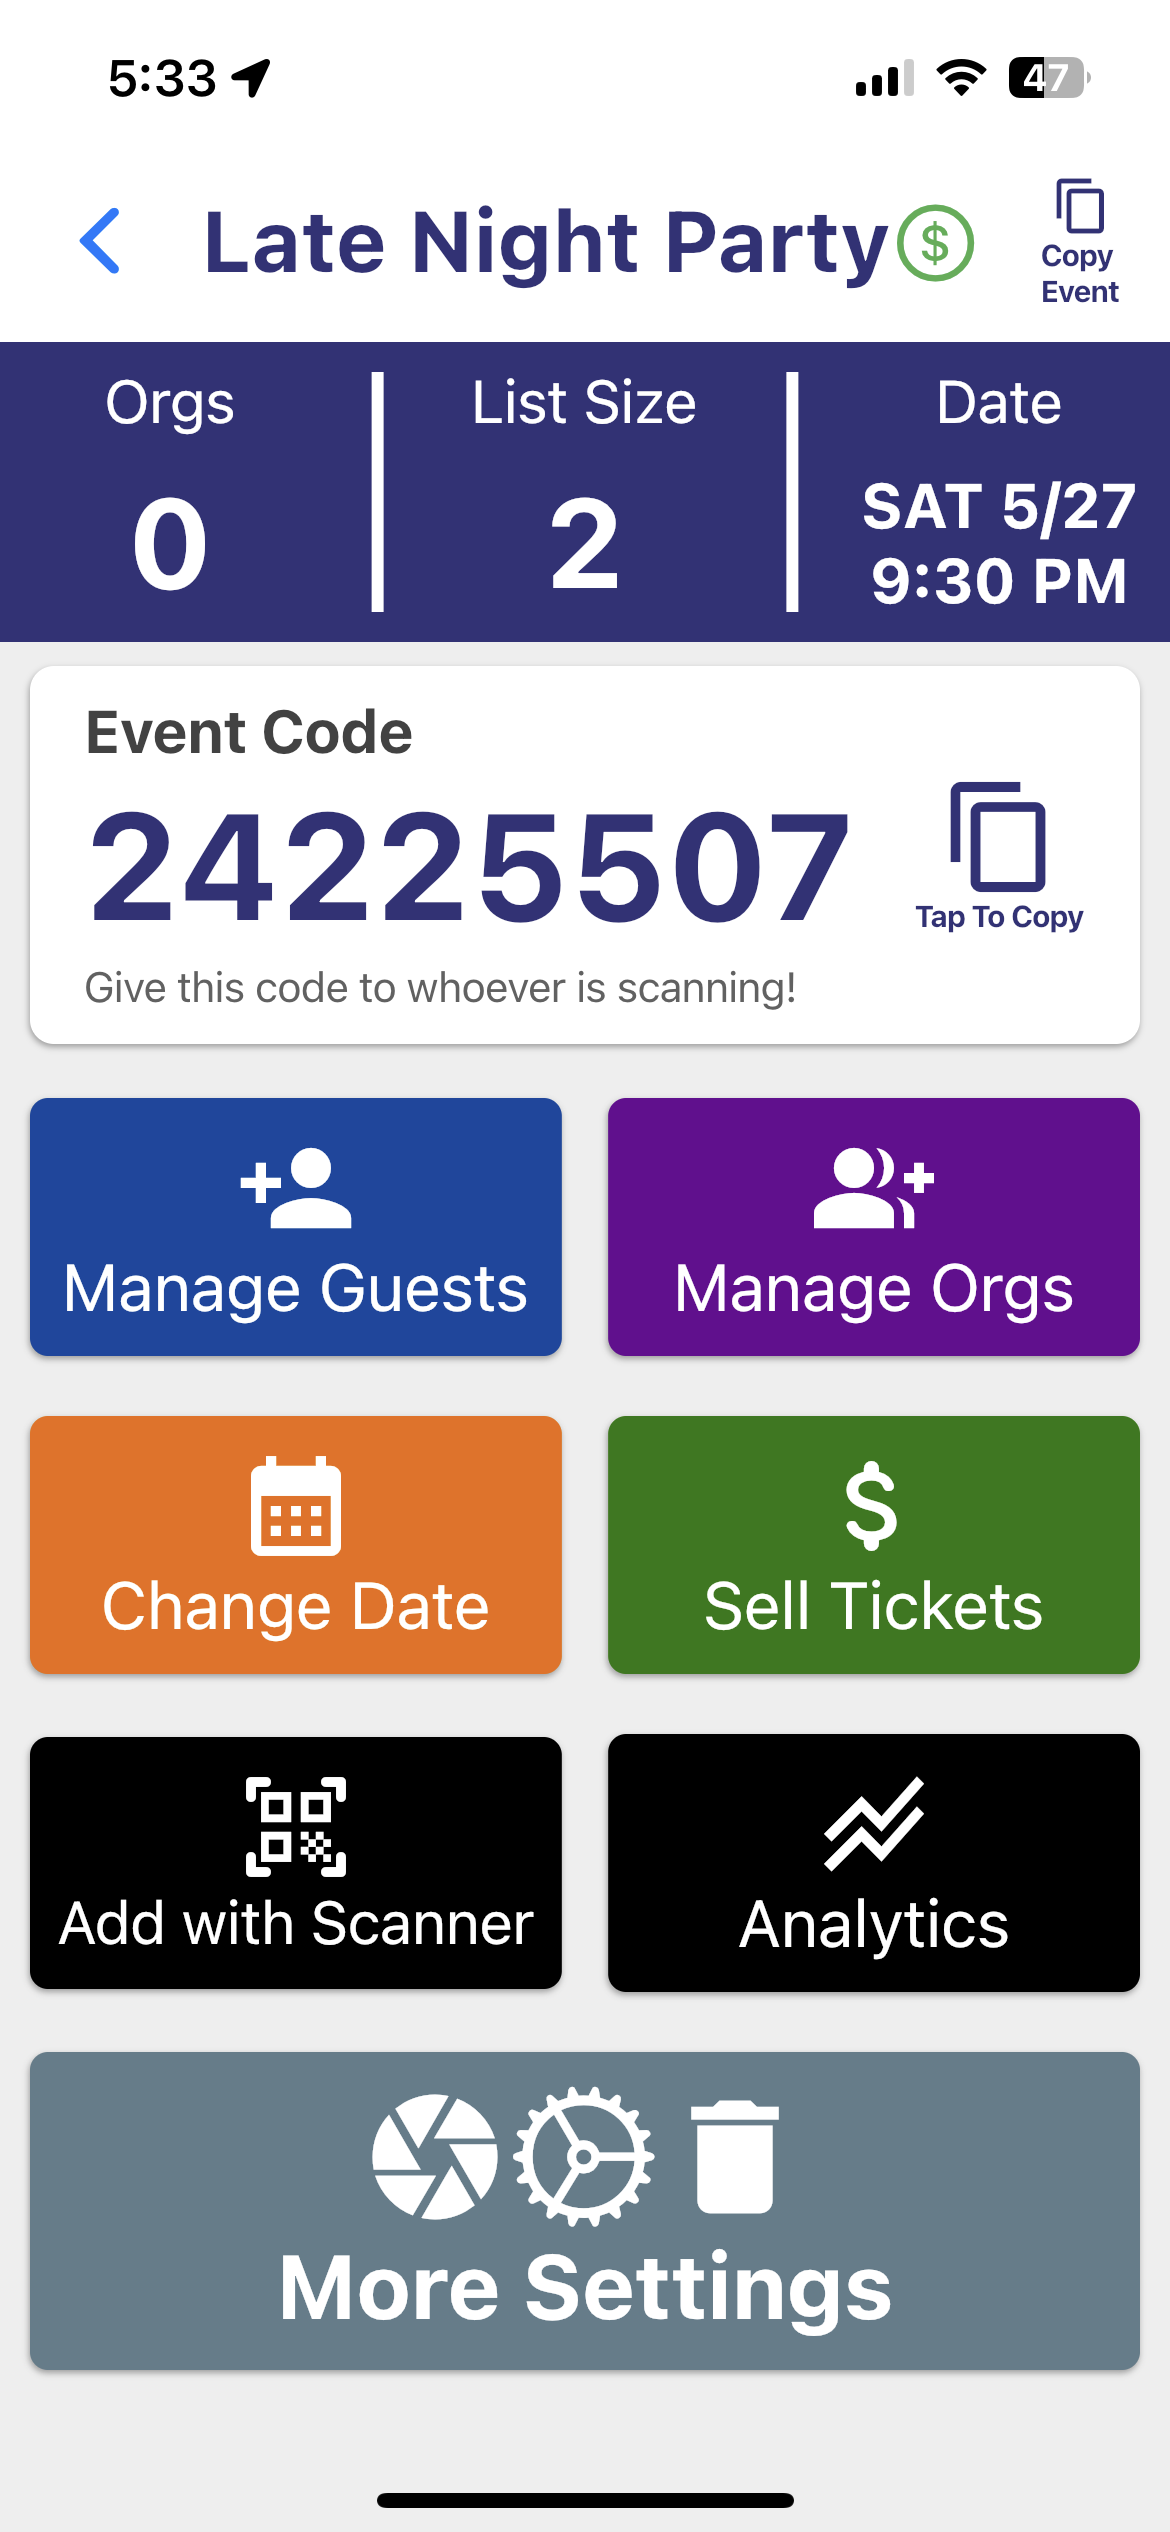 5:33
47
Late Night Party
$
Copy
Event
Orgs
List Size
Date
0
2
SAT 5/27
9:30 PM
Event Code
24225507
Tap To Copy
Give this code to whoever is scanning!
Manage Guests
Manage Orgs
$
Change Date
Sell Tickets
Add with Scanner
Analytics
More Settings